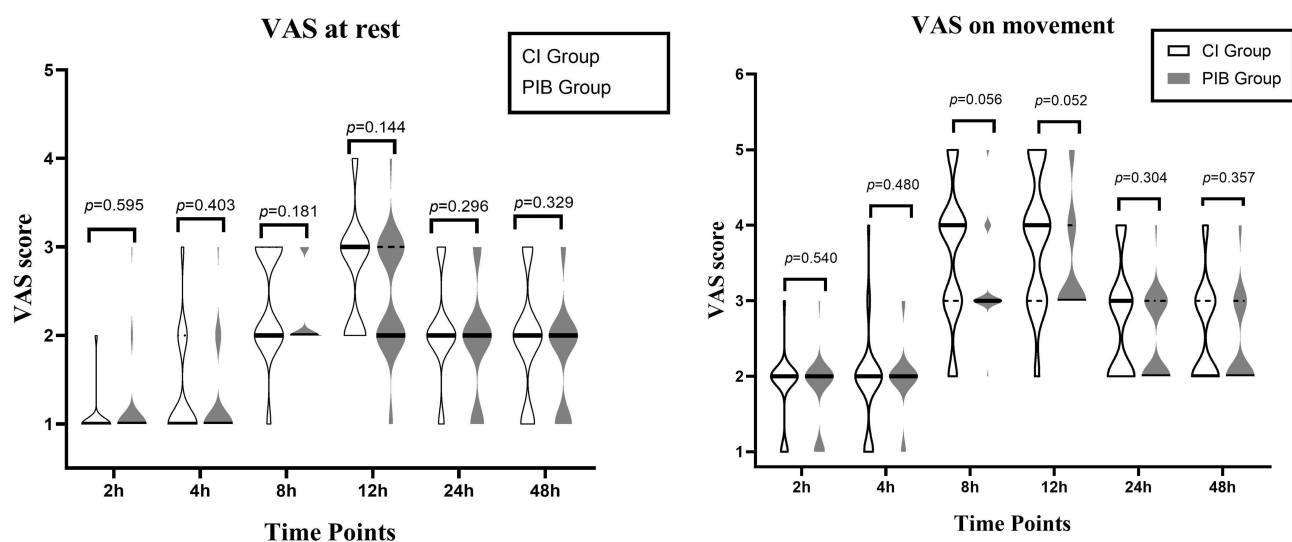 VAS at rest
CI Group
PIB Group
5
4
3
2
1
VAS score
p=0.595
p=0.403
p=0.181
p=0.144
p=0.296
p=0.329
2h
4h
8h
12h
24h
48h
Time Points
VAS on movement
CI Group
PIB Group
6
5
4
3
2
1
VAS score
p=0.540
p=0.480
p=0.056
p=0.052
p=0.304
p=0.357
2h
4h
8h
12h
24h
48h
Time Points